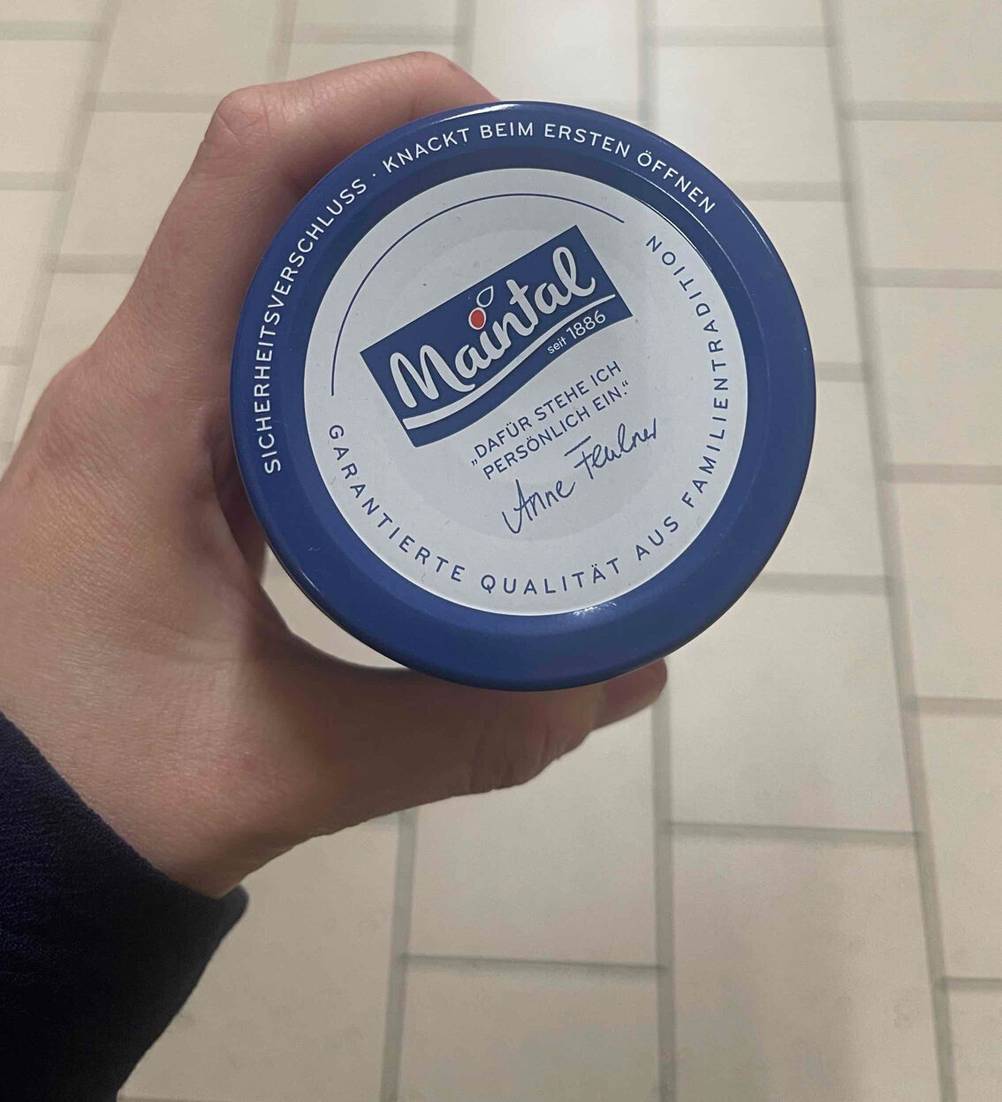 SICHERHEITSVERSCHLUSS · KNACKT BEIM ERSTEN ÖFFNEN
Maintal
seit 1886
„DAFÜR STEHE ICH
PERSÖNLICH EIN.“
Anne Feulner
GARANTIERTE QUALITÄT AUS FAMILIENTRADITION